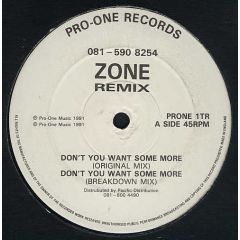 PRO-ONE RECORDS
081-590 8254
ZONE
REMIX
℗ Pro-One Music 1991
© Pro-One Music 1991
PRONE 1TR
A SIDE 45RPM
DON'T YOU WANT SOME MORE
(ORIGINAL MIX)
DON'T YOU WANT SOME MORE
(BREAKDOWN MIX)
Distributed by Pacific Distribution
081-800 4490